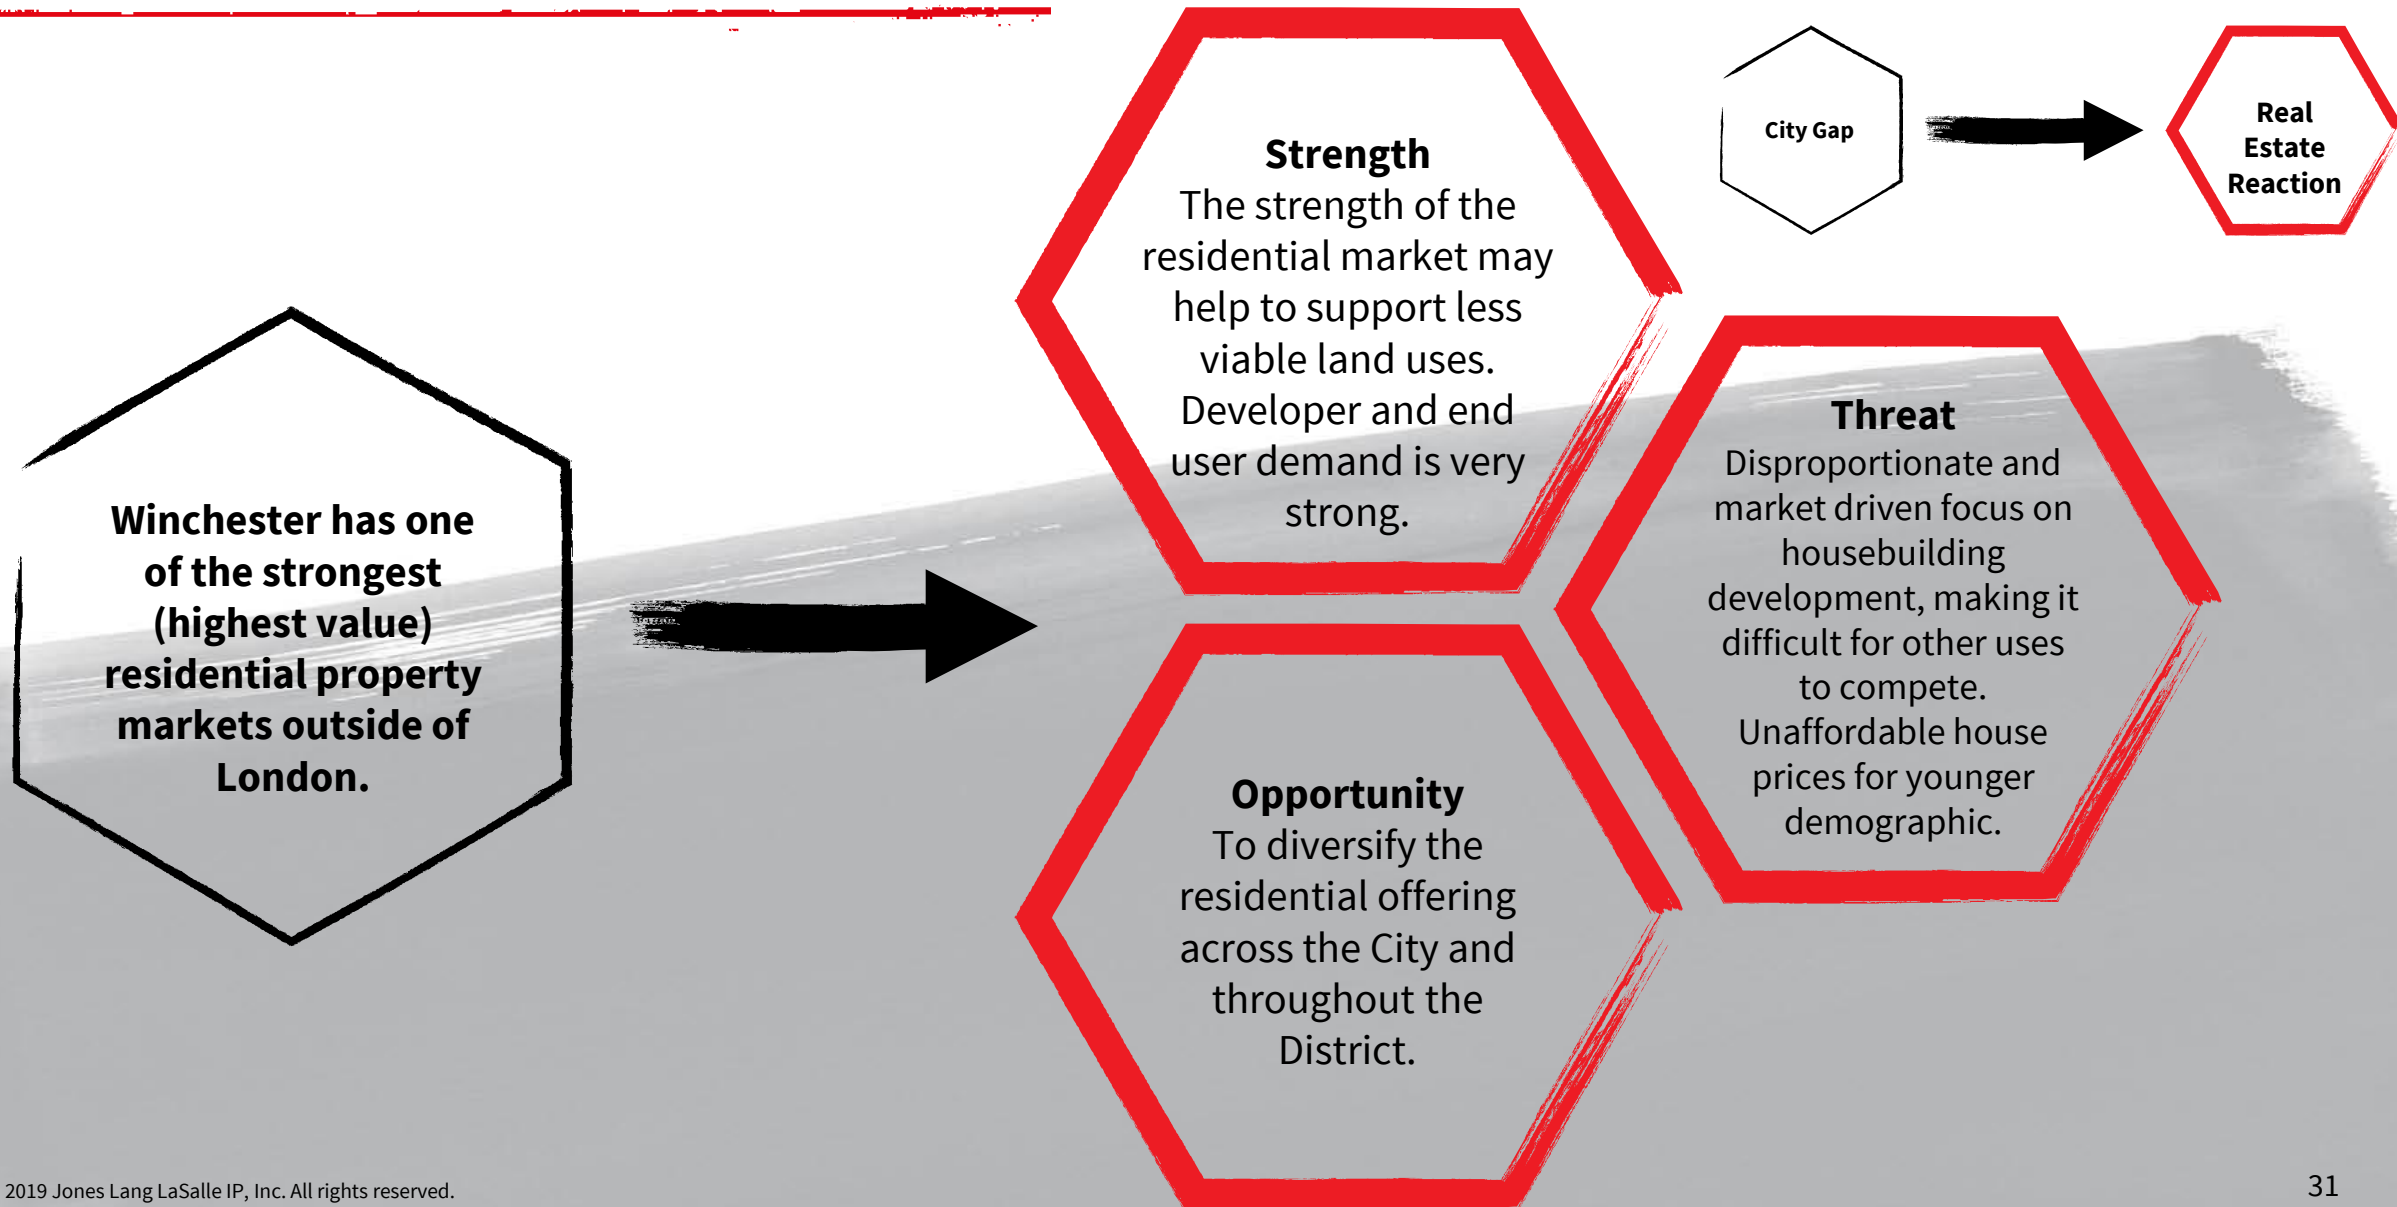 City Gap
Real
Estate
Reaction
Winchester has one
of the strongest
(highest value)
residential property
markets outside of
London.
Strength
The strength of the
residential market may
help to support less
viable land uses.
Developer and end
user demand is very
strong.
Threat
Disproportionate and
market driven focus on
housebuilding
development, making it
difficult for other uses
to compete.
Unaffordable house
prices for younger
demographic.
Opportunity
To diversify the
residential offering
across the City and
throughout the
District.
2019 Jones Lang LaSalle IP, Inc. All rights reserved.
31